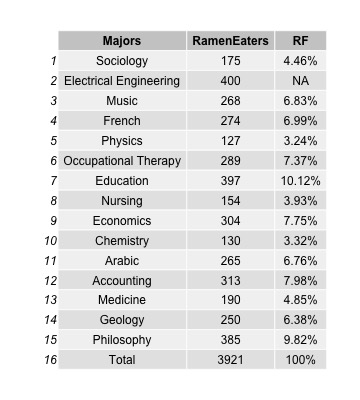 Majors RamenEaters RF
1 Sociology 175 4.46%
2 Electrical Engineering 400 NA
3 Music 268 6.83%
4 French 274 6.99%
5 Physics 127 3.24%
6 Occupational Therapy 289 7.37%
7 Education 397 10.12%
8 Nursing 154 3.93%
9 Economics 304 7.75%
10 Chemistry 130 3.32%
11 Arabic 265 6.76%
12 Accounting 313 7.98%
13 Medicine 190 4.85%
14 Geology 250 6.38%
15 Philosophy 385 9.82%
16 Total 3921 100%